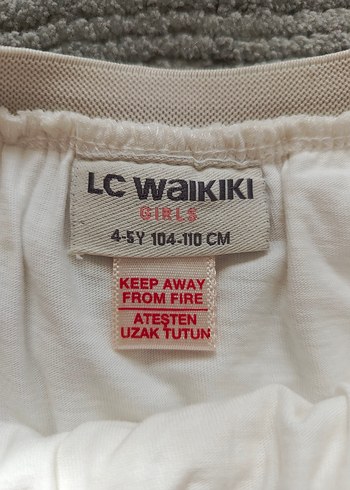 LC WAIKIKI
GIRLS
4-5Y 104-110 CM
KEEP AWAY
FROM FIRE
ATEŞTEN
UZAK TUTUN